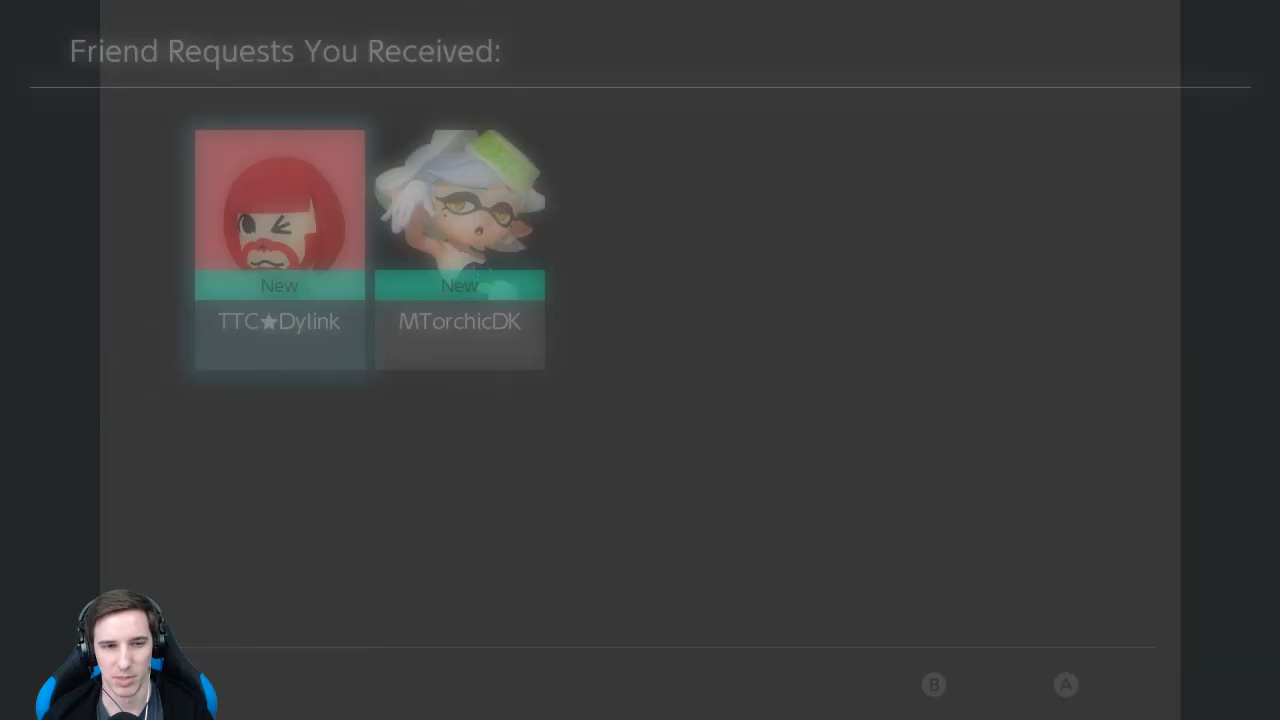 Friend Requests You Received:
New
New
TTC★Dylink
MTorchicDK
B
A